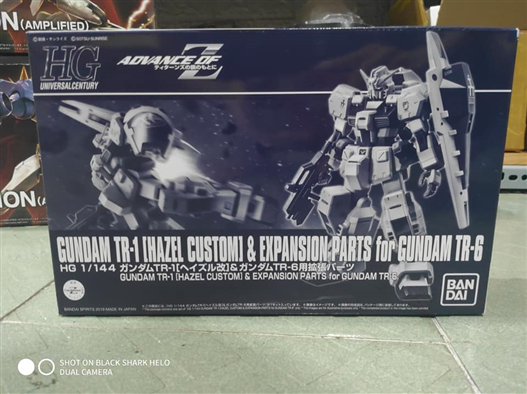 (AMPLIFIED)
ON(A
HG
UNIVERSAL CENTURY
ADVANCE OF Z
ティターンズの旗のもとに
GUNDAM TR-1 [HAZEL CUSTOM] & EXPANSION PARTS for GUNDAM TR-6
HG 1/144 ガンダムTR-1[ヘイズル改]&ガンダムTR-6用拡張パーツ
GUNDAM TR-1 [HAZEL CUSTOM] & EXPANSION PARTS for GUNDAM TR-6
BAN
DAI
SHOT ON BLACK SHARK HELO
DUAL CAMERA